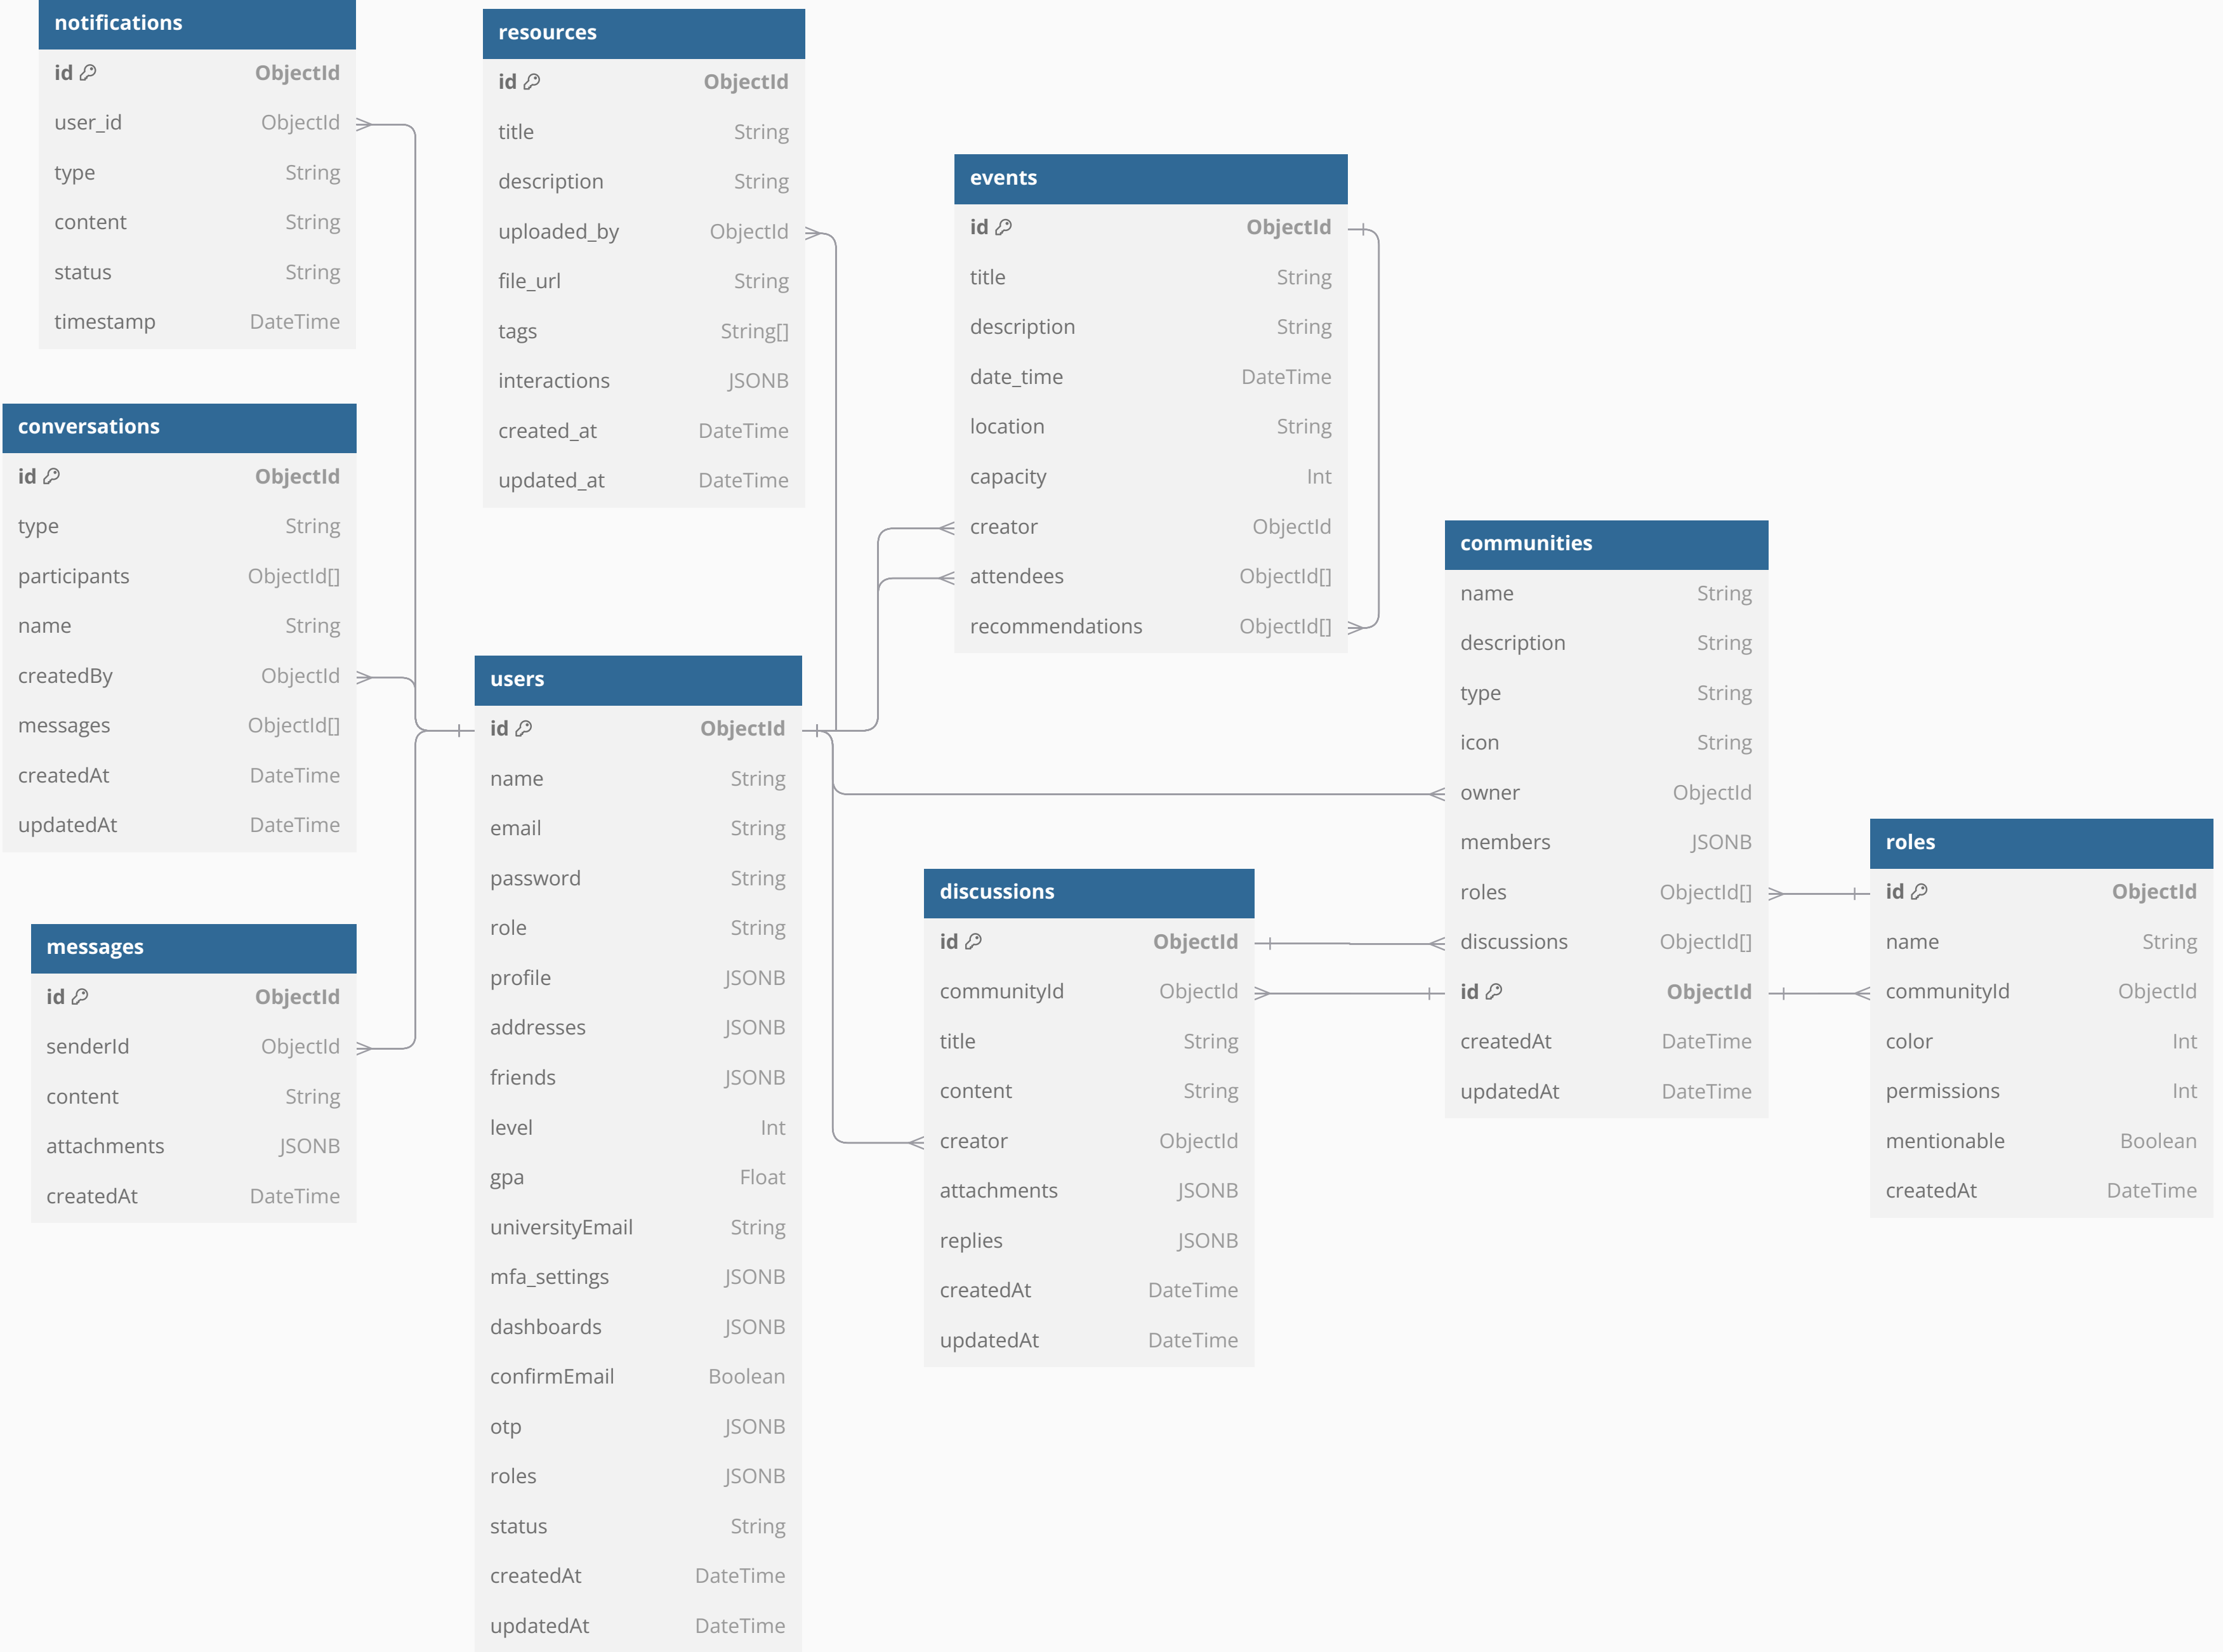 notifications
id ObjectId
user_id ObjectId
type String
content String
status String
timestamp DateTime
resources
id ObjectId
title String
description String
uploaded_by ObjectId
file_url String
tags String[]
interactions JSONB
created_at DateTime
updated_at DateTime
events
id ObjectId
title String
description String
date_time DateTime
location String
capacity Int
creator ObjectId
attendees ObjectId[]
recommendations ObjectId[]
conversations
id ObjectId
type String
participants ObjectId[]
name String
createdBy ObjectId
messages ObjectId[]
createdAt DateTime
updatedAt DateTime
communities
name String
description String
type String
icon String
owner ObjectId
members JSONB
roles ObjectId[]
discussions ObjectId[]
id ObjectId
createdAt DateTime
updatedAt DateTime
users
id ObjectId
name String
email String
password String
role String
profile JSONB
addresses JSONB
friends JSONB
level Int
gpa Float
universityEmail String
mfa_settings JSONB
dashboards JSONB
confirmEmail Boolean
otp JSONB
roles JSONB
status String
createdAt DateTime
updatedAt DateTime
roles
id ObjectId
name String
communityId ObjectId
color Int
permissions Int
mentionable Boolean
createdAt DateTime
discussions
id ObjectId
communityId ObjectId
title String
content String
creator ObjectId
attachments JSONB
replies JSONB
createdAt DateTime
updatedAt DateTime
messages
id ObjectId
senderId ObjectId
content String
attachments JSONB
createdAt DateTime